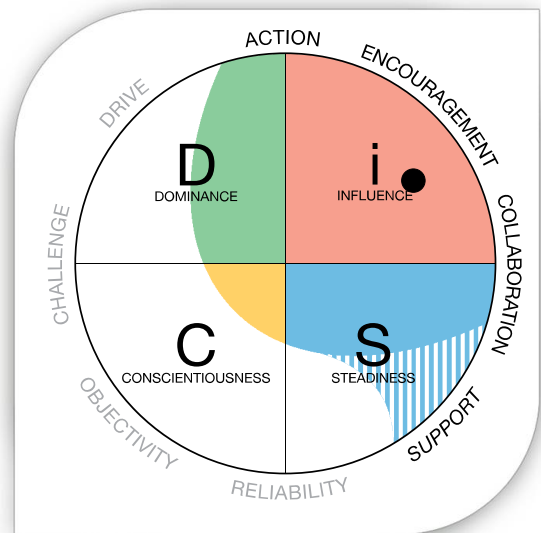 ACTION
ENCOURAGEMENT
DRIVE
D
DOMINANCE
i
INFLUENCE
CHALLENGE
COLLABORATION
C
CONSCIENTIOUSNESS
S
STEADINESS
OBJECTIVITY
SUPPORT
RELIABILITY